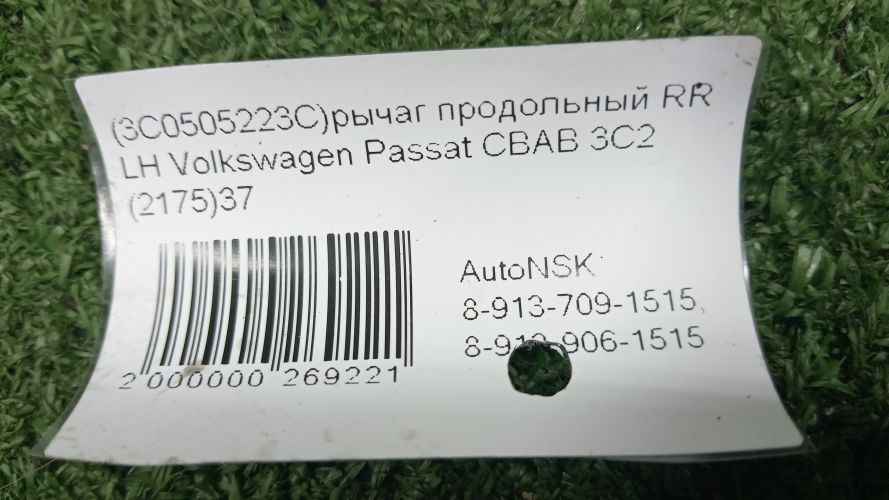 (3C0505223C)рычаг продольный RR
LH Volkswagen Passat CBAB 3C2
(2175)37
AutoNSK
8-913-709-1515,
2 000000 269221